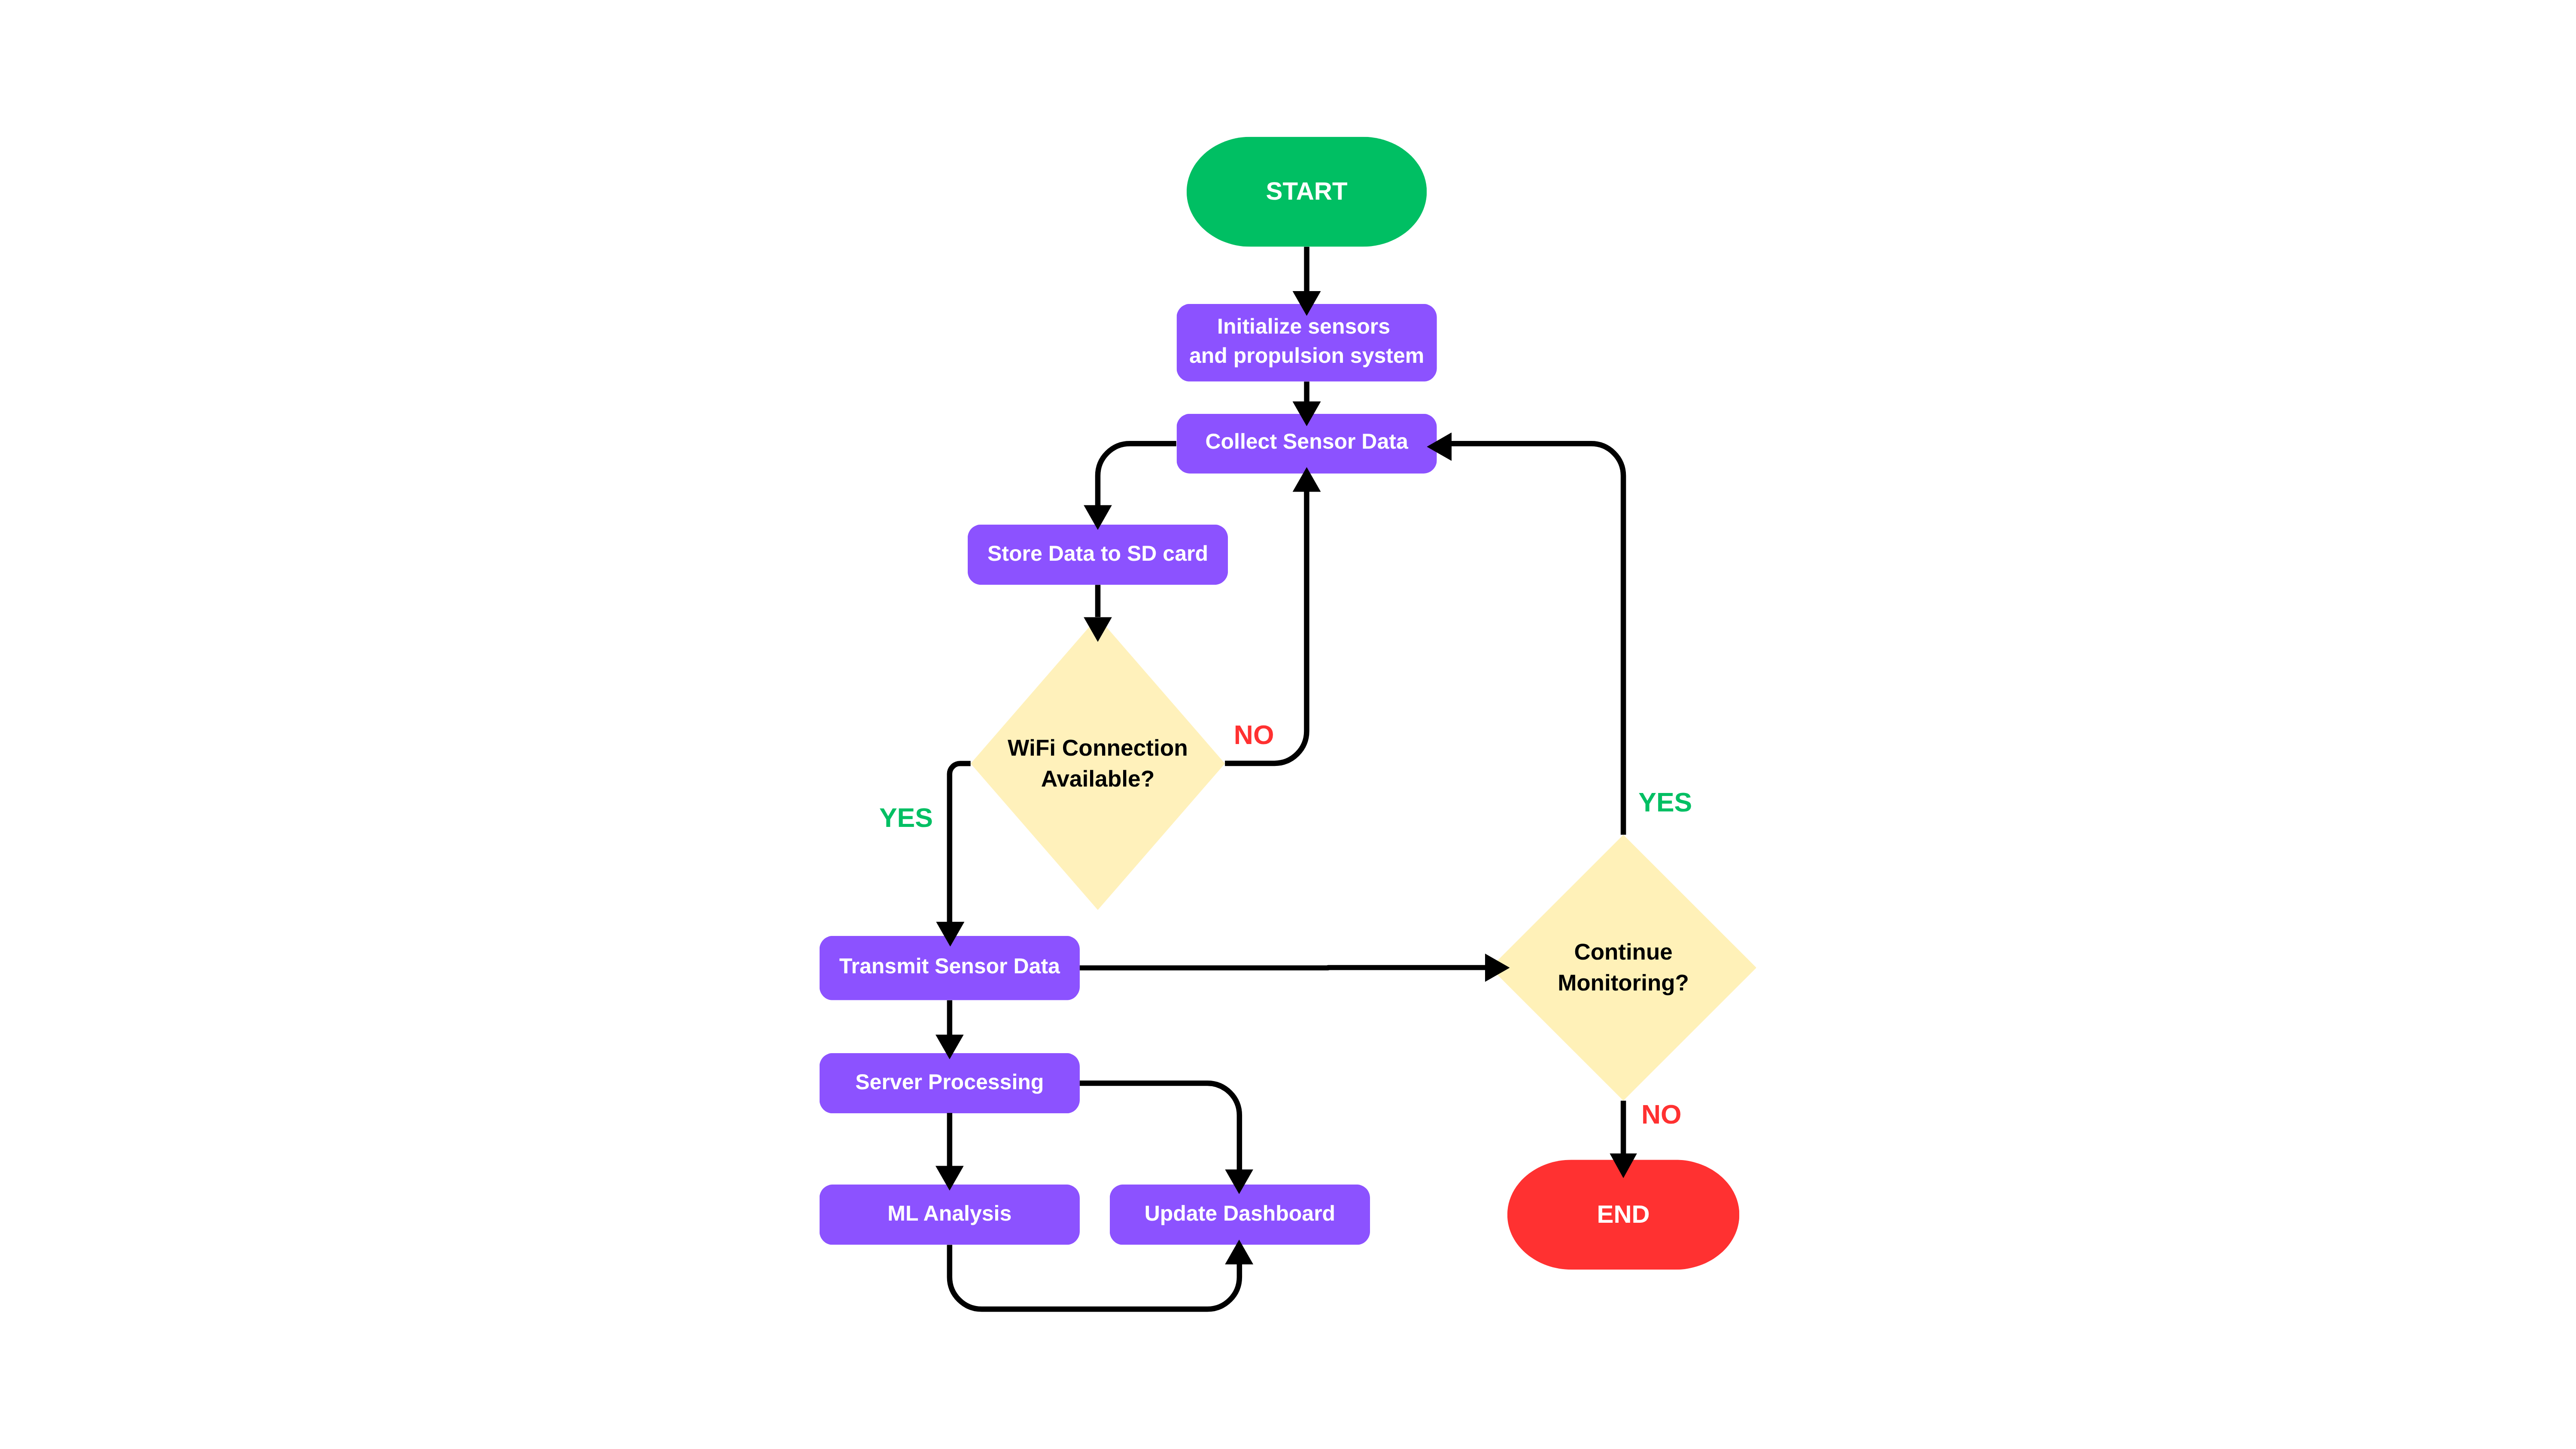 START
Initialize sensors
and propulsion system
Collect Sensor Data
Store Data to SD card
WiFi Connection
Available?
NO
YES
YES
Transmit Sensor Data
Continue
Monitoring?
Server Processing
NO
ML Analysis
Update Dashboard
END